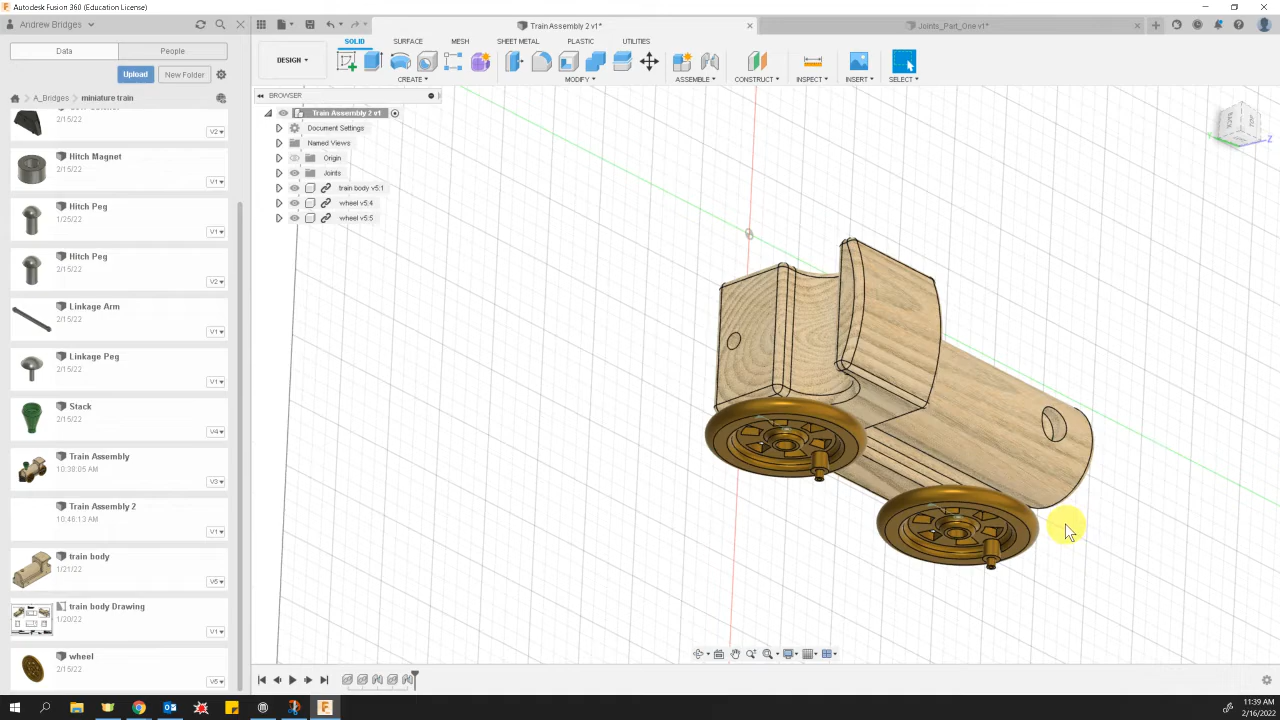 Autodesk Fusion 360 (Education License)
Andrew Bridges
Train Assembly 2 v1*
Joints_Part_One v1*
Data
People
Upload
New Folder
A_Bridges
miniature train
2/15/22
V2
Hitch Magnet
2/15/22
V1
Hitch Peg
1/25/22
V1
Hitch Peg
2/15/22
V2
Linkage Arm
2/15/22
V1
Linkage Peg
2/15/22
V1
Stack
2/15/22
V4
Train Assembly
10:38:05 AM
V3
Train Assembly 2
10:46:13 AM
V1
train body
1/21/22
train body Drawing
1/20/22
V1
wheel
2/15/22
DESIGN
SOLID
SURFACE
MESH
SHEET METAL
PLASTIC
UTILITIES
CREATE
MODIFY
ASSEMBLE
CONSTRUCT
INSPECT
INSERT
SELECT
BROWSER
Train Assembly 2 v1
Document Settings
Named Views
Origin
Joints
train body v5:1
wheel v5:4
wheel v5:5
BACK
Z
11:39 AM
2/16/2022